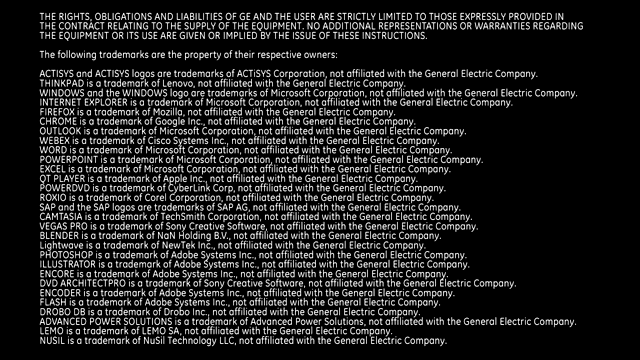 THE RIGHTS, OBLIGATIONS AND LIABILITIES OF GE AND THE USER ARE STRICTLY LIMITED TO THOSE EXPRESSLY PROVIDED IN
THE CONTRACT RELATING TO THE SUPPLY OF THE EQUIPMENT. NO ADDITIONAL REPRESENTATIONS OR WARRANTIES REGARDING
THE EQUIPMENT OR ITS USE ARE GIVEN OR IMPLIED BY THE ISSUE OF THESE INSTRUCTIONS.
The following trademarks are the property of their respective owners:
ACTISYS and ACTISYS logos are trademarks of ACTiSYS Corporation, not affiliated with the General Electric Company.
THINKPAD is a trademark of Lenovo, not affiliated with the General Electric Company.
WINDOWS and the WINDOWS logo are trademarks of Microsoft Corporation, not affiliated with the General Electric Company.
INTERNET EXPLORER is a trademark of Microsoft Corporation, not affiliated with the General Electric Company.
FIREFOX is a trademark of Mozilla, not affiliated with the General Electric Company.
CHROME is a trademark of Google Inc., not affiliated with the General Electric Company.
OUTLOOK is a trademark of Microsoft Corporation, not affiliated with the General Electric Company.
WEBEX is a trademark of Cisco Systems Inc., not affiliated with the General Electric Company.
WORD is a trademark of Microsoft Corporation, not affiliated with the General Electric Company.
POWERPOINT is a trademark of Microsoft Corporation, not affiliated with the General Electric Company.
EXCEL is a trademark of Microsoft Corporation, not affiliated with the General Electric Company.
QT PLAYER is a trademark of Apple Inc., not affiliated with the General Electric Company.
POWERDVD is a trademark of CyberLink Corp, not affiliated with the General Electric Company.
ROXIO is a trademark of Corel Corporation, not affiliated with the General Electric Company.
SAP and the SAP logos are trademarks of SAP AG, not affiliated with the General Electric Company.
CAMTASIA is a trademark of TechSmith Corporation, not affiliated with the General Electric Company.
VEGAS PRO is a trademark of Sony Creative Software, not affiliated with the General Electric Company.
BLENDER is a trademark of NaN Holding B.V., not affiliated with the General Electric Company.
Lightwave is a trademark of NewTek Inc., not affiliated with the General Electric Company.
PHOTOSHOP is a trademark of Adobe Systems Inc., not affiliated with the General Electric Company.
ILLUSTRATOR is a trademark of Adobe Systems Inc., not affiliated with the General Electric Company.
ENCORE is a trademark of Adobe Systems Inc., not affiliated with the General Electric Company.
DVD ARCHITECTPRO is a trademark of Sony Creative Software, not affiliated with the General Electric Company.
ENCODER is a trademark of Adobe Systems Inc., not affiliated with the General Electric Company.
FLASH is a trademark of Adobe Systems Inc., not affiliated with the General Electric Company.
DROBO DB is a trademark of Drobo Inc., not affiliated with the General Electric Company.
ADVANCED POWER SOLUTIONS is a trademark of Advanced Power Solutions, not affiliated with the General Electric Company.
LEMO is a trademark of LEMO SA, not affiliated with the General Electric Company.
NUSIL is a trademark of NuSil Technology LLC, not affiliated with the General Electric Company.